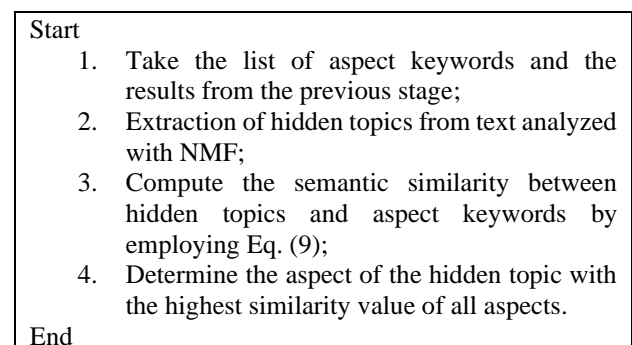 Start
1. Take the list of aspect keywords and the
results from the previous stage;
2. Extraction of hidden topics from text analyzed
with NMF;
3. Compute the semantic similarity between
hidden topics and aspect keywords by
employing Eq. (9);
4. Determine the aspect of the hidden topic with
the highest similarity value of all aspects.
End